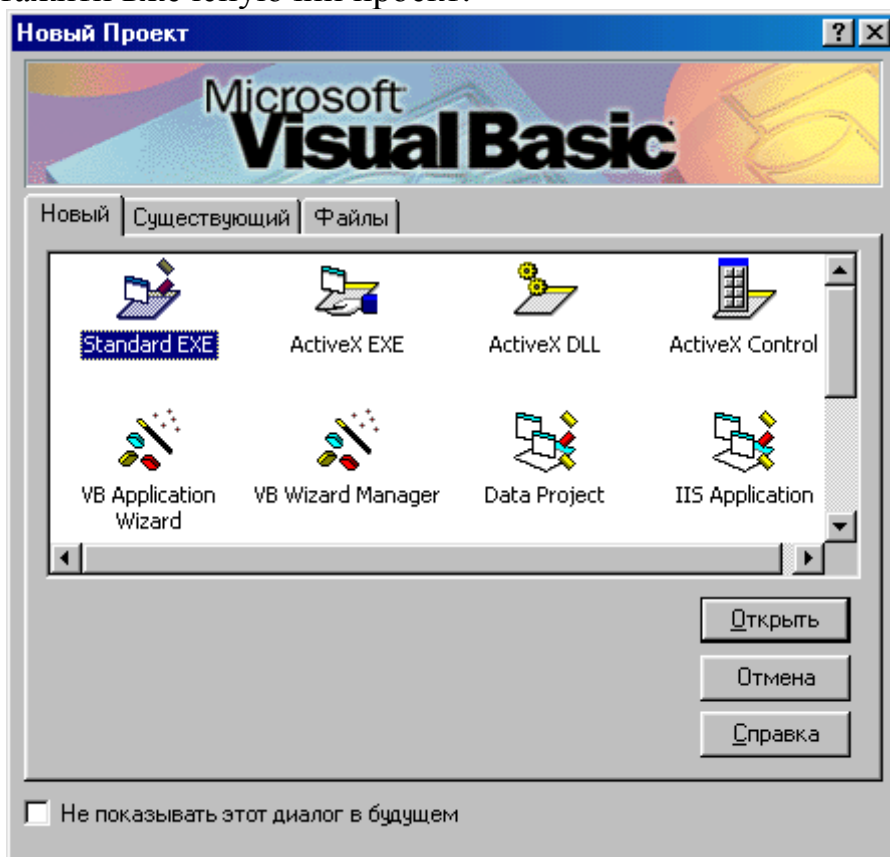 проект.
Новый Проект
Microsoft
Visual Basic
Новый Существующий Файлы
Standard EXE ActiveX EXE ActiveX DLL ActiveX Control
VB Application Wizard VB Wizard Manager Data Project IIS Application
Открыть
Отмена
Справка
Не показывать этот диалог в будущем